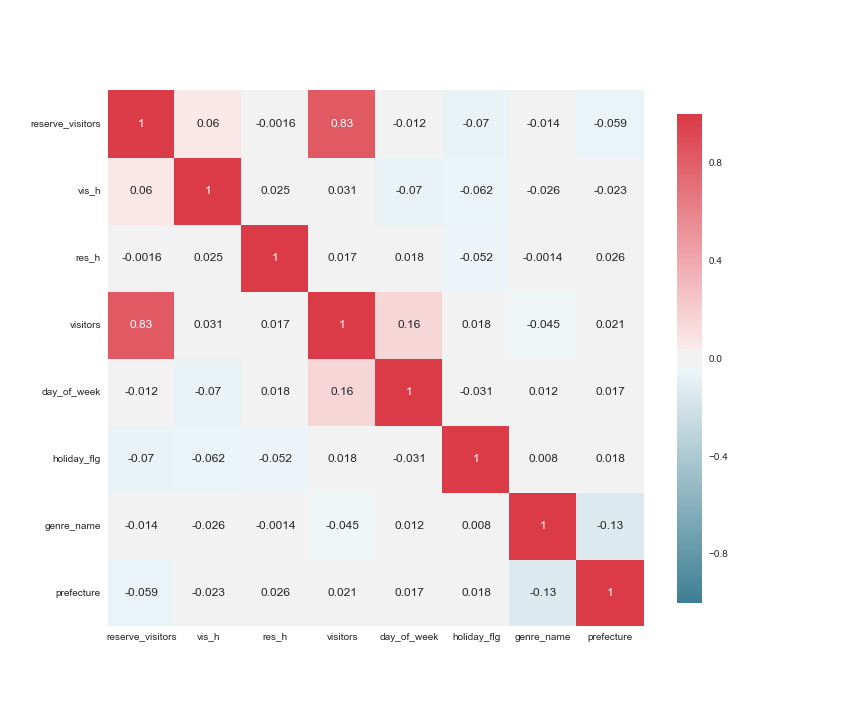 reserve_visitors 1 0.06 -0.0016 0.83 -0.012 -0.07 -0.014 -0.059
vis_h 0.06 1 0.025 0.031 -0.07 -0.062 -0.026 -0.023
res_h -0.0016 0.025 1 0.017 0.018 -0.052 -0.0014 0.026
visitors 0.83 0.031 0.017 1 0.16 0.018 -0.045 0.021
day_of_week -0.012 -0.07 0.018 0.16 1 -0.031 0.012 0.017
holiday_flg -0.07 -0.062 -0.052 0.018 -0.031 1 0.008 0.018
genre_name -0.014 -0.026 -0.0014 -0.045 0.012 0.008 1 -0.13
prefecture -0.059 -0.023 0.026 0.021 0.017 0.018 -0.13 1
reserve_visitors vis_h res_h visitors day_of_week holiday_flg genre_name prefecture
0.8
0.4
0.0
−0.4
−0.8